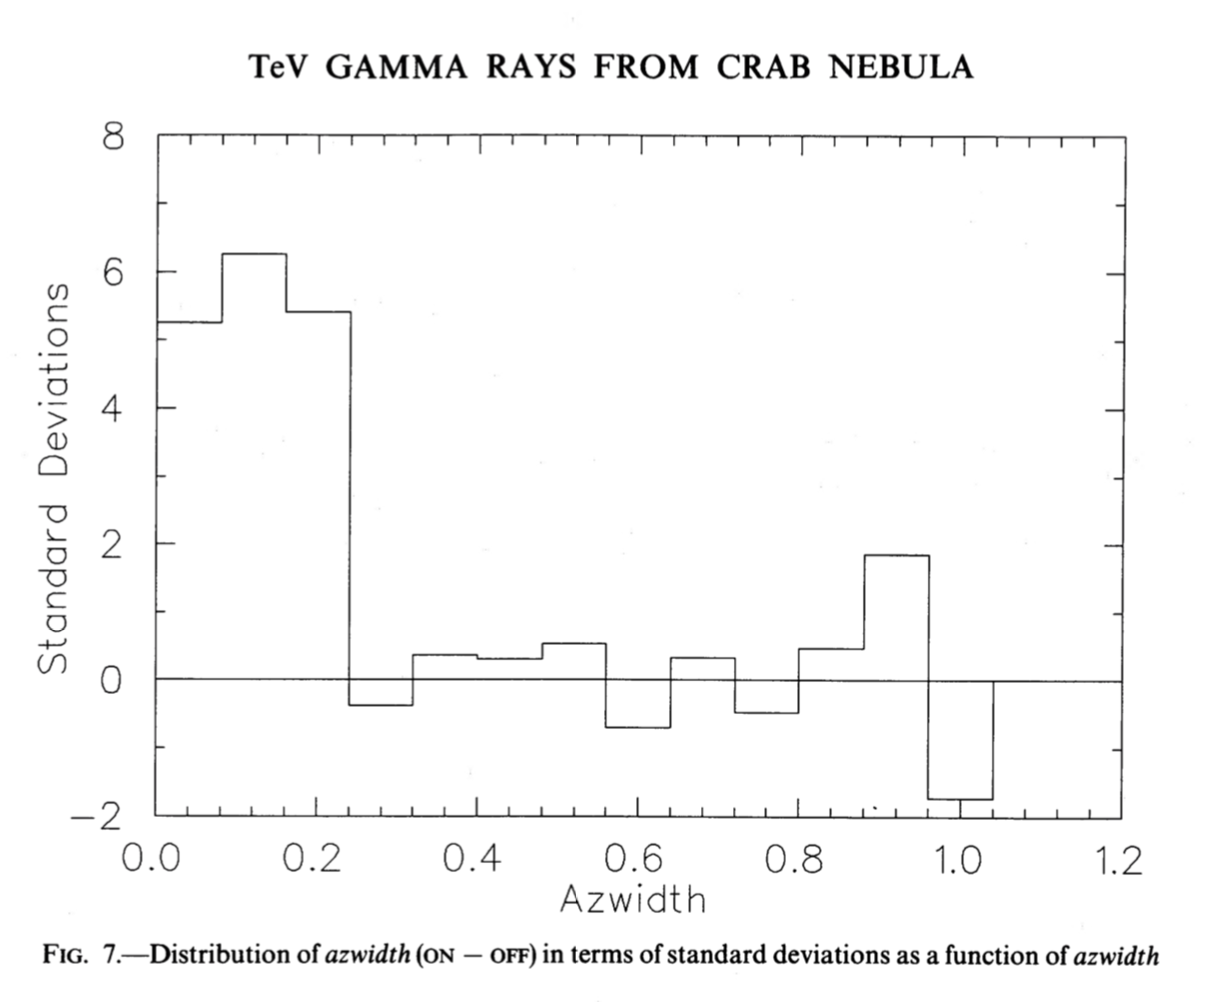 TeV GAMMA RAYS FROM CRAB NEBULA
8
6
4
2
0
−2
Standard Deviations
0.0 0.2 0.4 0.6 0.8 1.0 1.2
Azwidth
FIG. 7.—Distribution of azwidth (ON − OFF) in terms of standard deviations as a function of azwidth